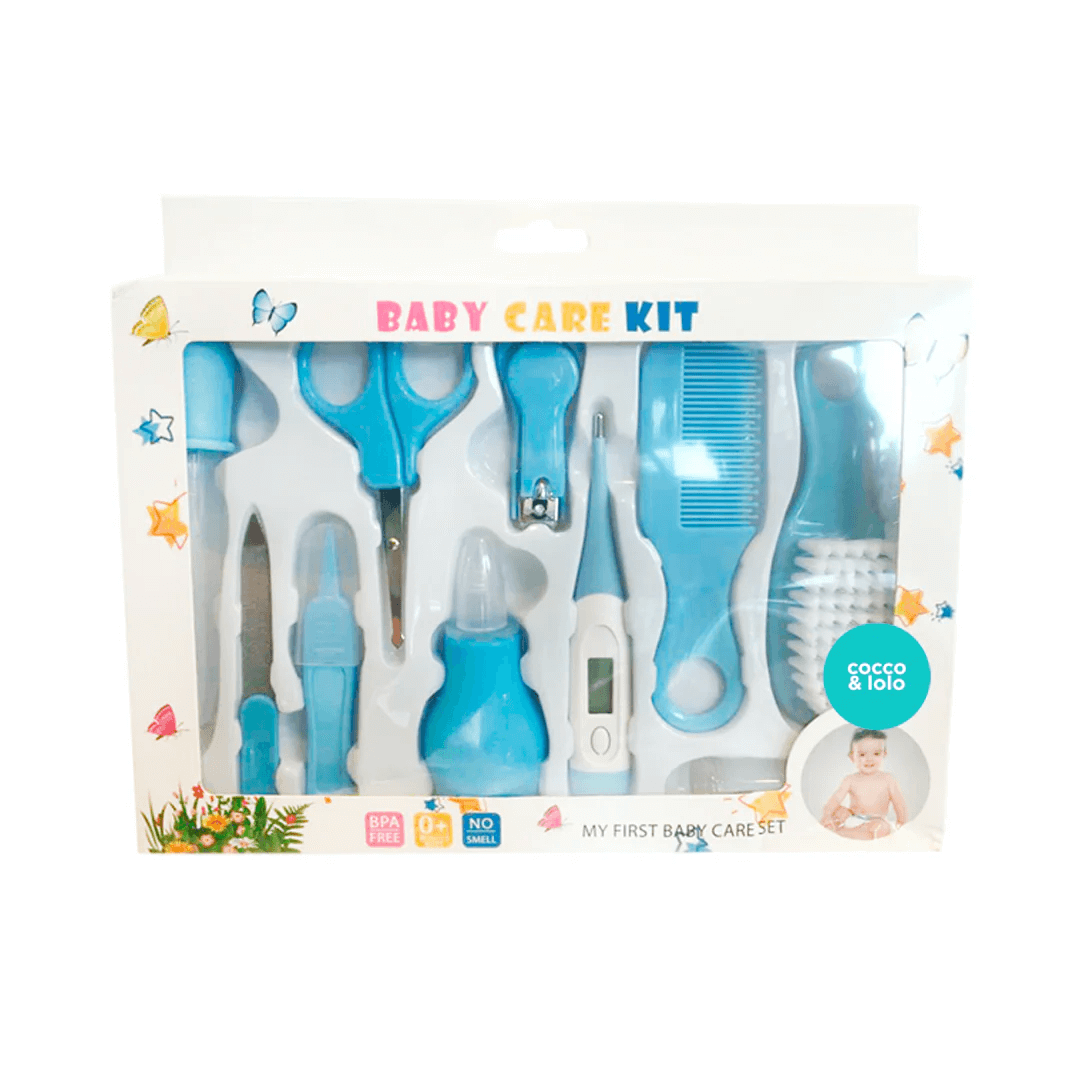 BABY CARE KIT
cocco
& lolo
BPA
FREE
0+
NO
SMELL
MY FIRST BABY CARE SET